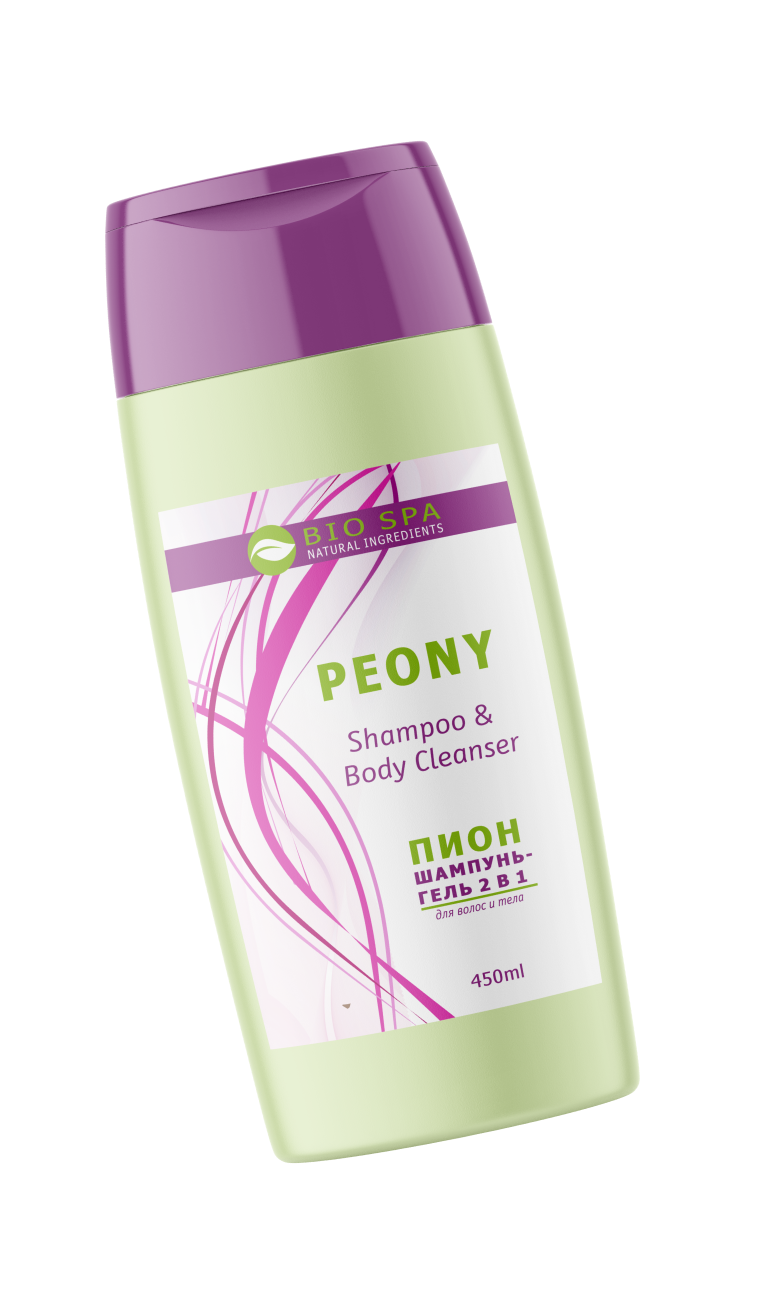 BIO SPA
NATURAL INGREDIENTS
PEONY
Shampoo &
Body Cleanser
ПИОН
ШАМПУНЬ-
ГЕЛЬ 2 В 1
для волос и тела
450ml